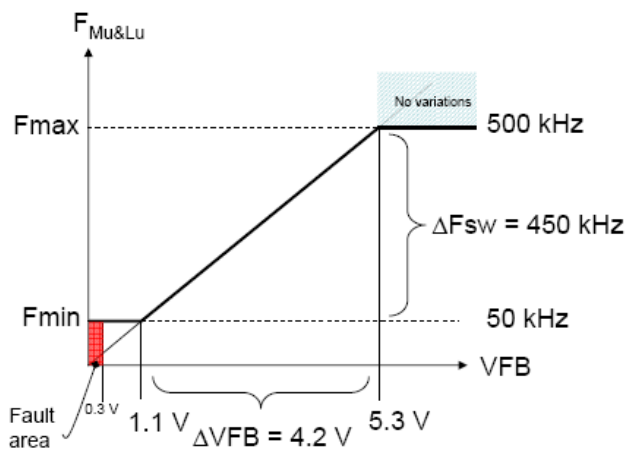 F Mu&Lu
No variations
Fmax
500 kHz
ΔFsw = 450 kHz
Fmin
50 kHz
VFB
Fault
area
0.3 V
1.1 V
ΔVFB = 4.2 V
5.3 V